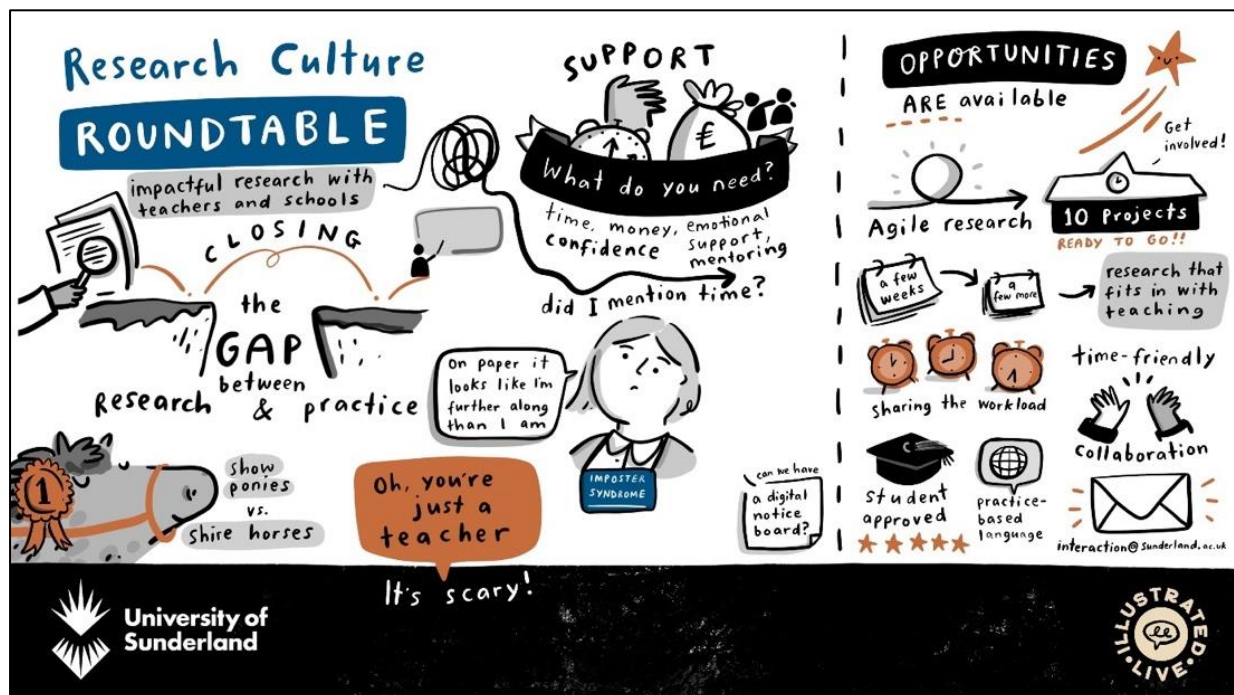 Research Culture
ROUNDTABLE
impactful research with
teachers and schools
CLOSING
the
GAP
between
Research & practice
show
ponies
vs.
shire horses
1
SUPPORT
£
What do you need?
time, money,
confidence
emotional
support,
mentoring
did I mention time?
On paper it
looks like I'm
further along
than I am
IMPOSTER
SYNDROME
Oh, you're
just a
teacher
It's scary!
can we have
a digital
notice
board?
OPPORTUNITIES
ARE available
Get
involved!
Agile research
10 Projects
READY TO GO!!
a few
weeks
a
few more
research that
fits in with
teaching
sharing the workload
time-friendly
collaboration
student
approved
practice-
based
language
interaction@sunderland.ac.uk
University of
Sunderland
ILLUSTRATED
LIVE